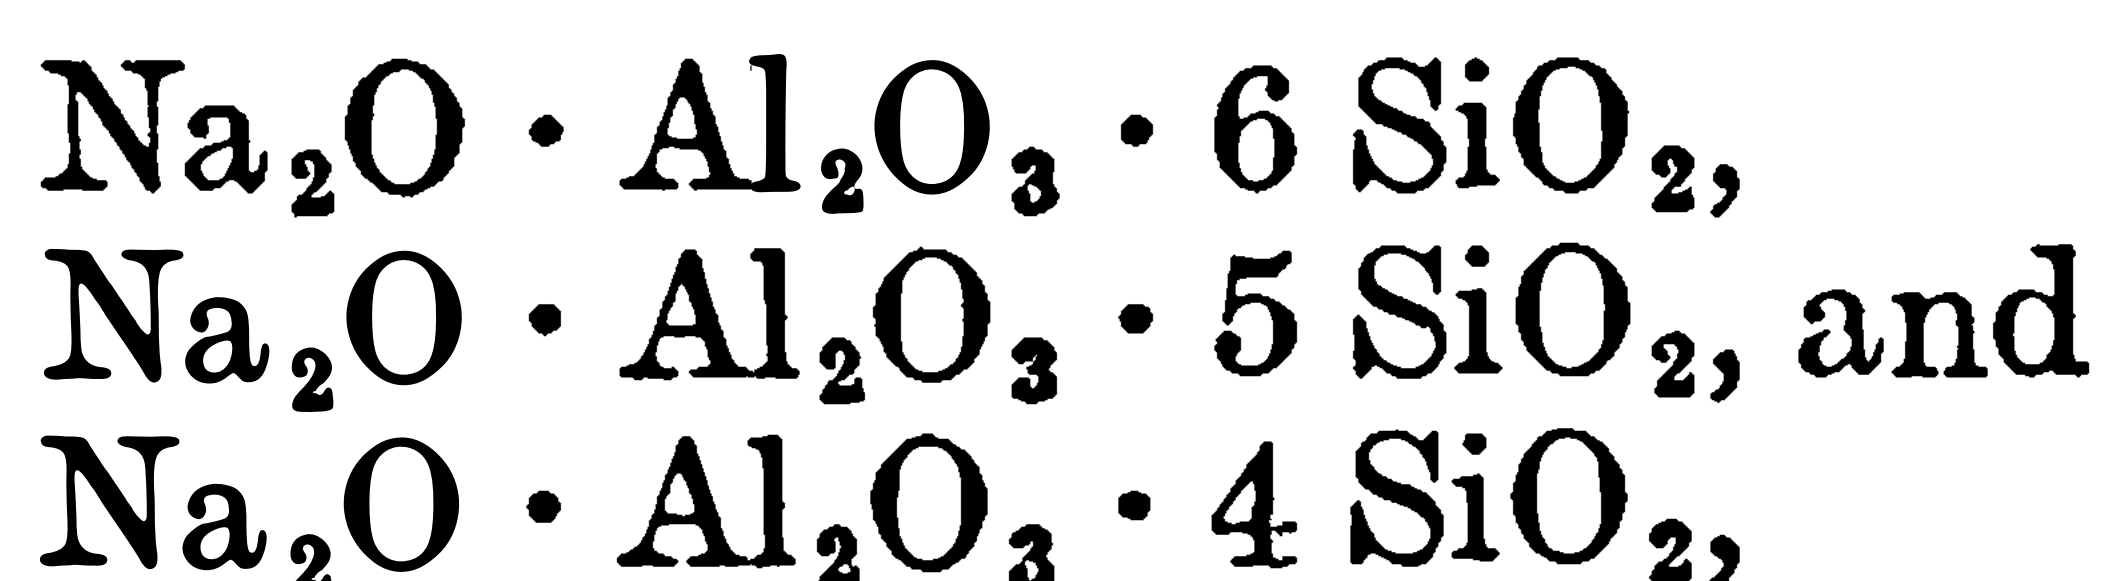 Na₂O · Al₂O₃ · 6 SiO₂,
Na₂O · Al₂O₃ · 5 SiO₂, and
Na₂O · Al₂O₃ · 4 SiO₂,